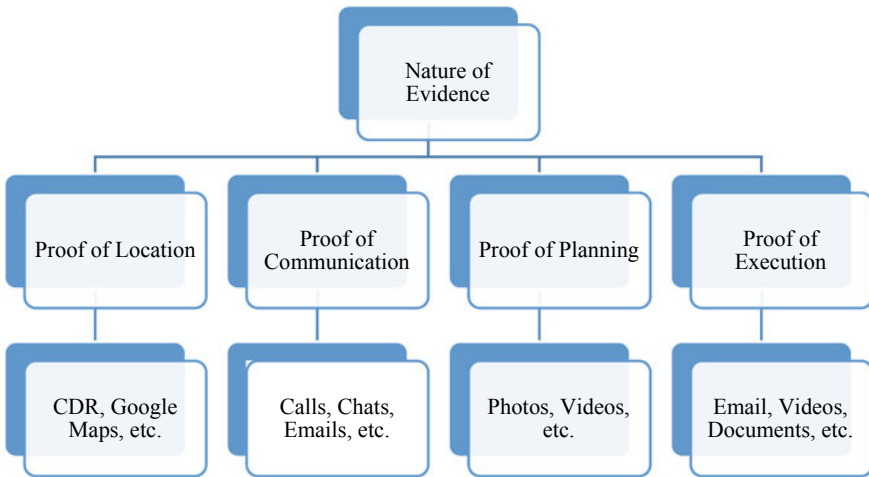 Nature of
Evidence
Proof of Location
Proof of
Communication
Proof of Planning
Proof of
Execution
CDR, Google
Maps, etc.
Calls, Chats,
Emails, etc.
Photos, Videos,
etc.
Email, Videos,
Documents, etc.